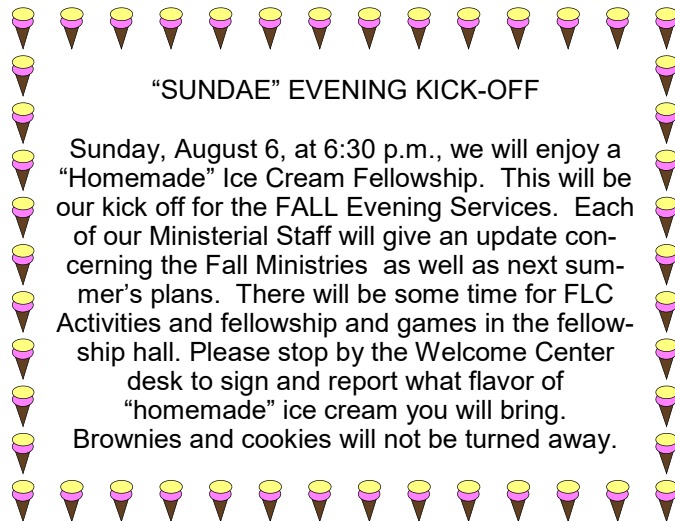 “SUNDAE” EVENING KICK-OFF
Sunday, August 6, at 6:30 p.m., we will enjoy a
“Homemade” Ice Cream Fellowship.  This will be
our kick off for the FALL Evening Services.  Each
of our Ministerial Staff will give an update con-
cerning the Fall Ministries  as well as next sum-
mer’s plans.  There will be some time for FLC
Activities and fellowship and games in the fellow-
ship hall. Please stop by the Welcome Center
desk to sign and report what flavor of
“homemade” ice cream you will bring.
Brownies and cookies will not be turned away.